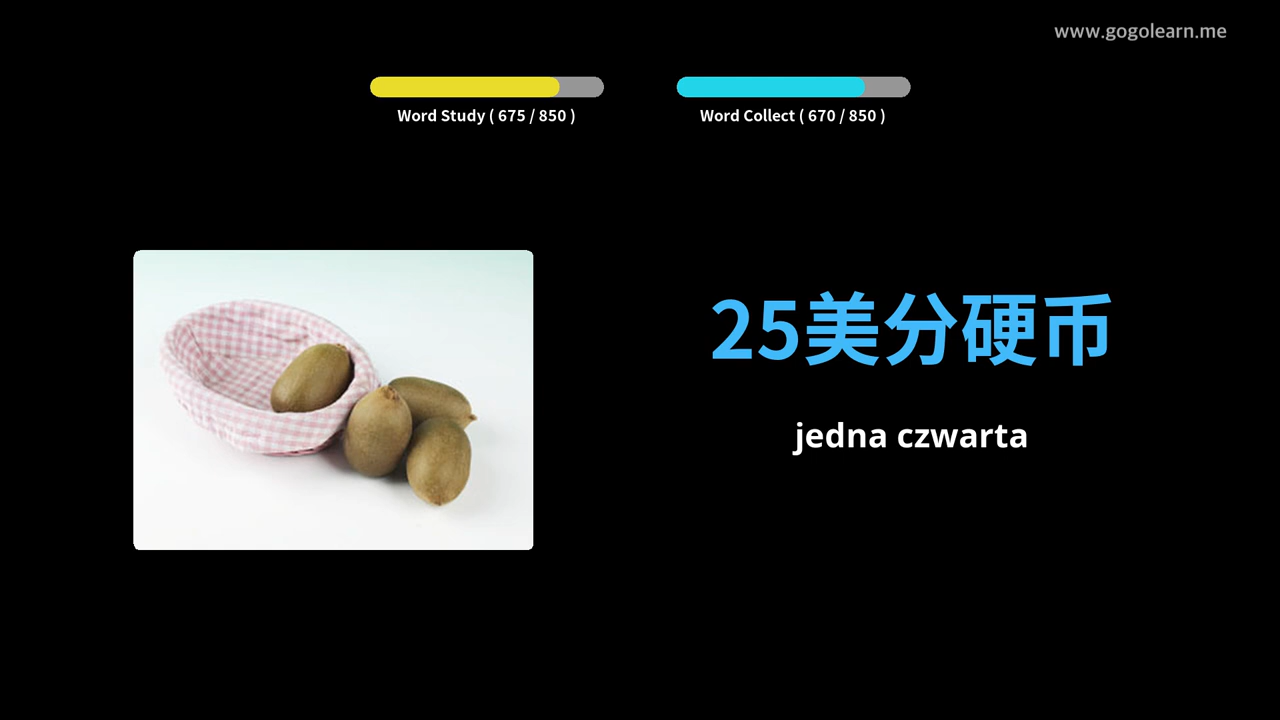 www.gogolearn.me
Word Study ( 675 / 850 )
Word Collect ( 670 / 850 )
25美分硬币
jedna czwarta